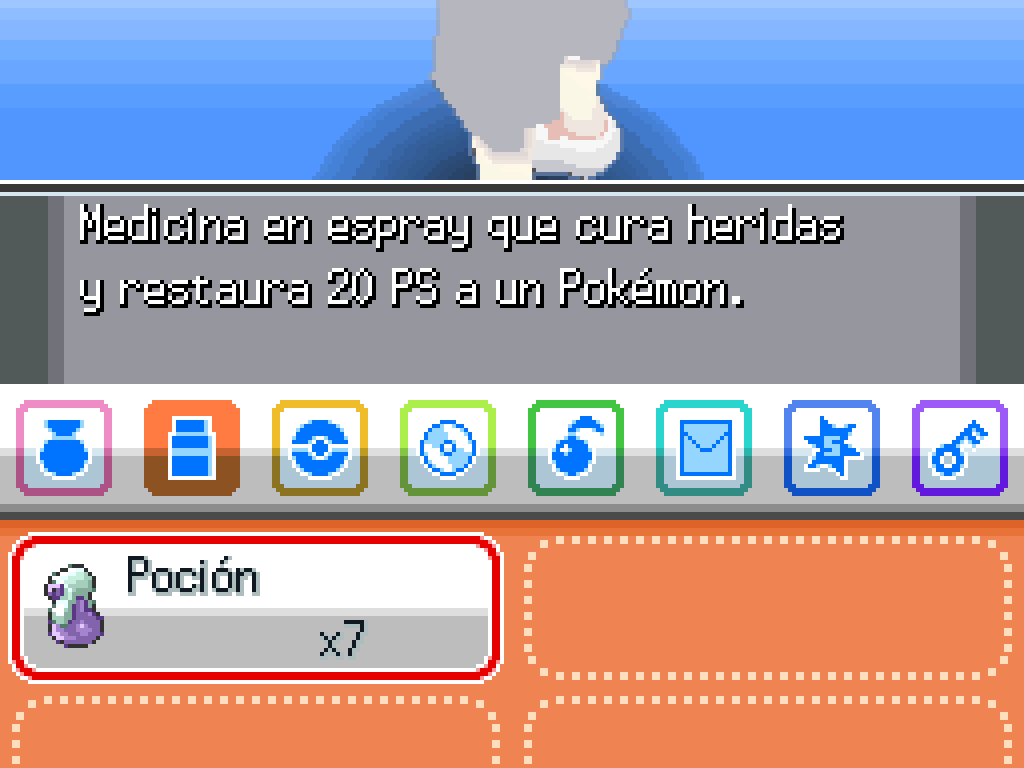 Medicina en espray que cura heridas
y restaura 20 PS a un Pokémon.
Poción
x7